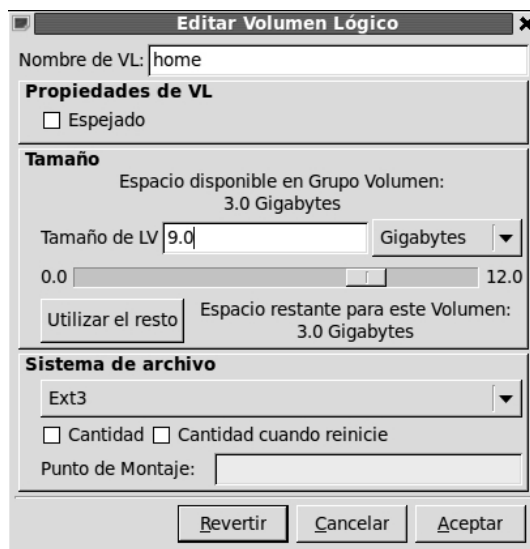 Editar Volumen Lógico
Nombre de VL: home
Propiedades de VL
Espejado
Tamaño
Espacio disponible en Grupo Volumen:
3.0 Gigabytes
Tamaño de LV 9.0 Gigabytes
0.0 12.0
Utilizar el resto
Espacio restante para este Volumen:
3.0 Gigabytes
Sistema de archivo
Ext3
Cantidad Cantidad cuando reinicie
Punto de Montaje:
Revertir Cancelar Aceptar